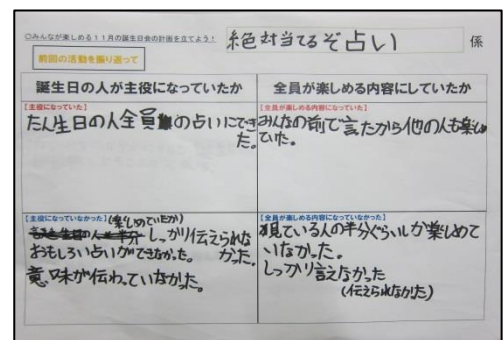 ○みんなが楽しめる11月の誕生日会の計画を立てよう!
絶対当てるぞ占い 係
前回の活動を振り返って
誕生日の人が主役になっていたか
全員が楽しめる内容にしていたか
【主役になっていた】
たん生日の人全員の占いにでき
た。
【全員が楽しめる内容になっていた】
みんなの前で言たから他の人も楽しめ
ていた。
【主役になっていなかった】(楽しめていたか)
しっかり伝えられな
かった。
おもしろい占いができなかった。
意味が伝わっていなかった。
【全員が楽しめる内容になっていなかった】
見ている人の半分ぐらいしか楽しめて
いなかった。
しっかり言えなかった
(伝えられなかた)